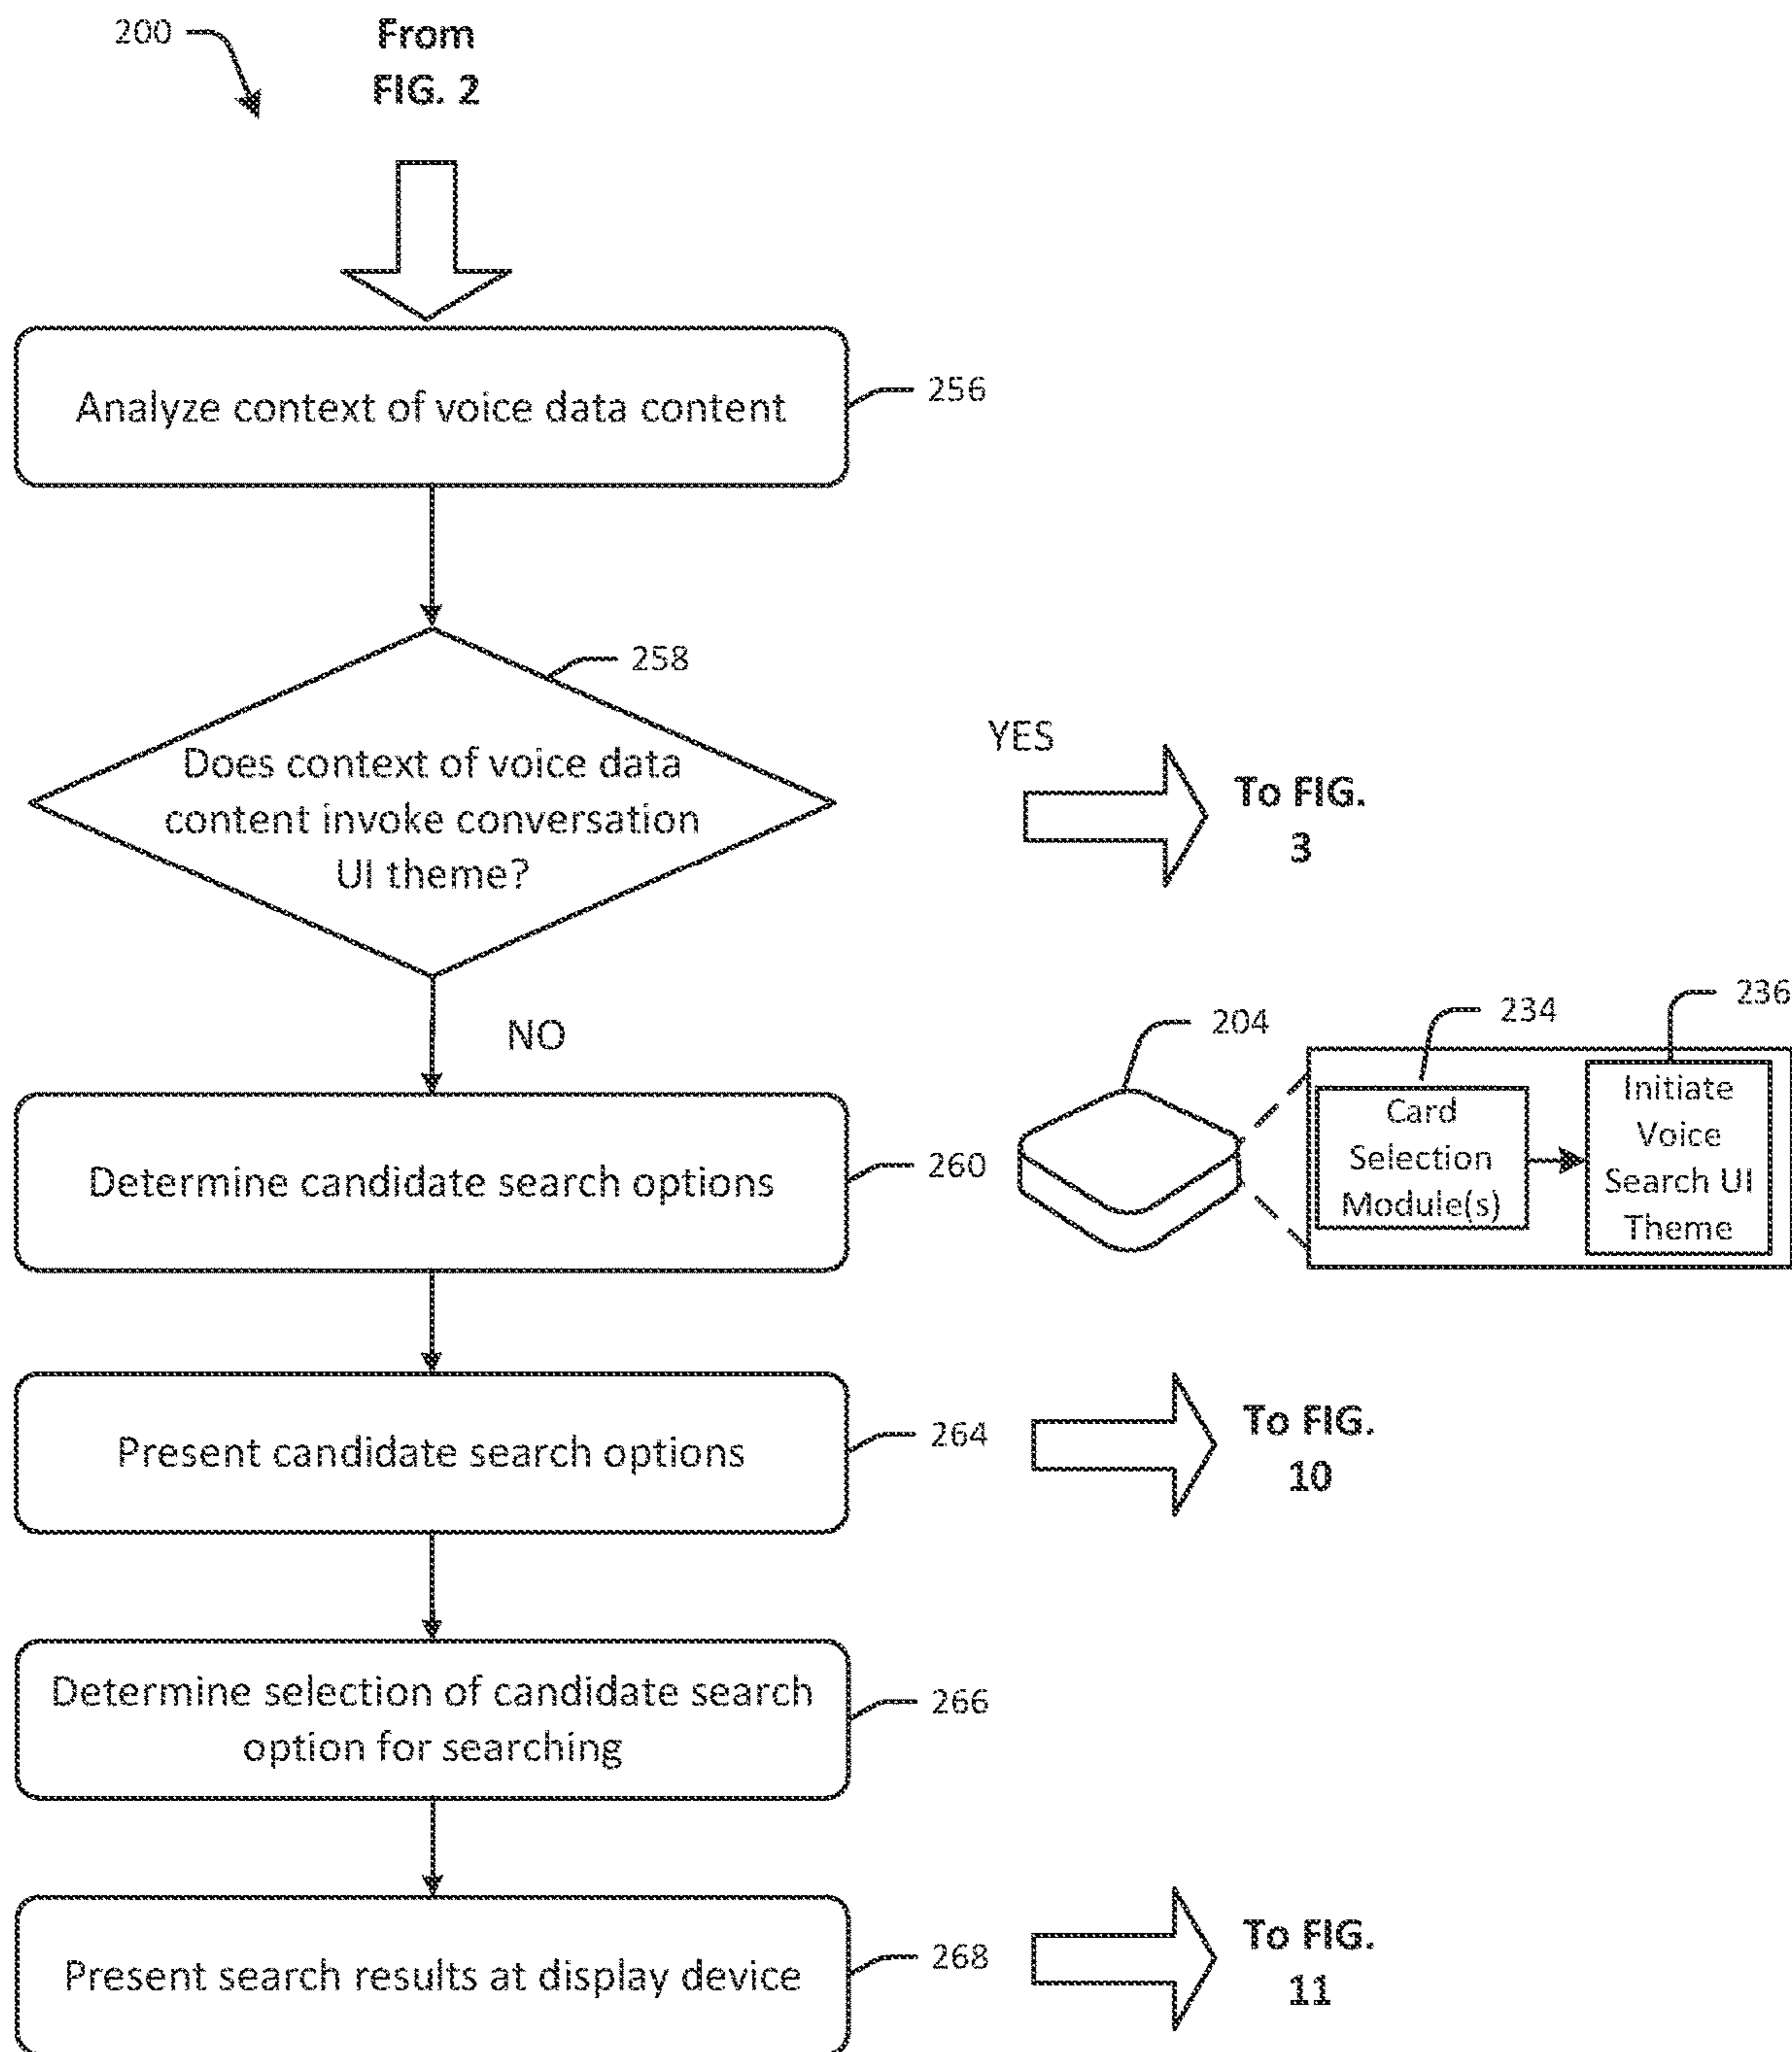 200
From
FIG. 2
Analyze context of voice data content
256
258
Does context of voice data
content invoke conversation
UI theme?
YES
To FIG.
3
NO
Determine candidate search options
260
204
234
236
Card
Selection
Module(s)
Initiate
Voice
Search UI
Theme
Present candidate search options
264
To FIG.
10
Determine selection of candidate search
option for searching
266
Present search results at display device
268
To FIG.
11